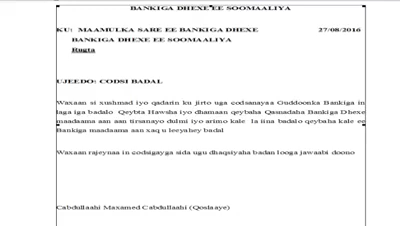 BANKIGA DHEXE EE SOOMAALIYA
KU: MAAMULKA SARE EE BANKIGA DHEXE 27/08/2016
BANKIGA DHEXE EE SOOMAALIYA
Rugta
UJEEDO: CODSI BADAL
Waxaan si xushmad iyo qadarin ku jirto uga codsanayaa Guddoonka Bankiga in
laga iga badalo Qeybta Hawsha iyo dhamaan qeybaha Qasnadaha Bankiga Dhexe
maadaama aan aan tirsanayo dulmi iyo arimo kale la iina badalo qeybaha kale ee
Bankiga maadaama aan xaq u leeyahey badal
Waxaan rajeynaa in codsigayga sida ugu dhaqsiyaha badan looga jawaabi doono
Cabdullaahi Maxamed Cabdullaahi (Qoslaaye)